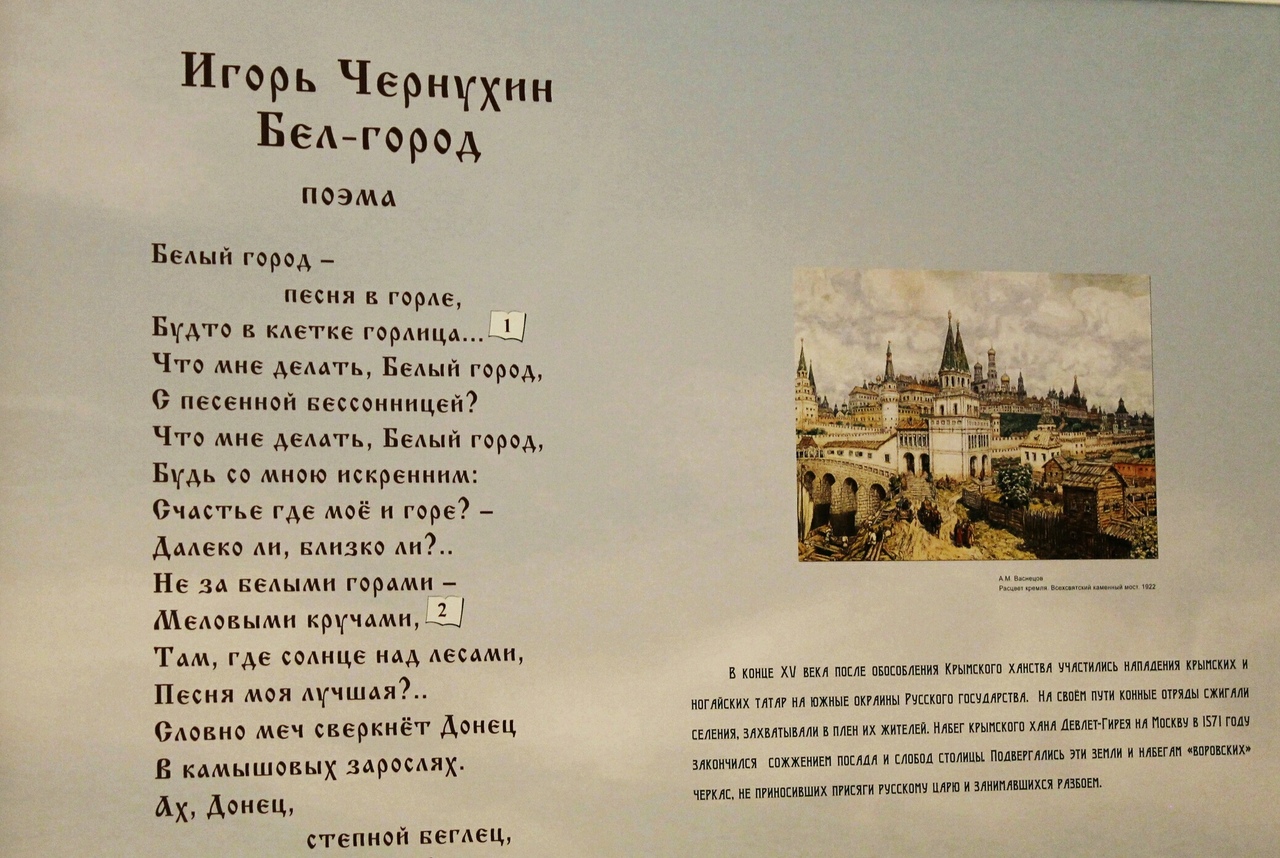 Игорь Чернухин
Бел-город
поэма
Белый город –
песня в горле,
Будто в клетке горлица... 1
Что мне делать, Белый город,
С песенной бессонницей?
Что мне делать, Белый город,
Будь со мною искренним:
Счастье где моё и горе? –
Далеко ли, близко ли?..
Не за белыми горами –
Меловыми кручами, 2
Там, где солнце над лесами,
Песня моя лучшая?..
Словно меч сверкнёт Донец
В камышовых зарослях.
Ах, Донец,
степной беглец,
А.М. Васнецов
Расцвет кремля. Всехсвятский каменный мост. 1922
В конце XV века после обособления Крымского ханства участились нападения крымских и
ногайских татар на южные окраины Русского государства. На своём пути конные отряды сжигали
селения, захватывали в плен их жителей. Набег крымского хана Девлет-Гирея на Москву в 1571 году
закончился сожжением посада и слобод столицы. Подвергались эти земли и набегам «воровских»
черкас, не приносивших присяги русскому царю и занимавшихся разбоем.